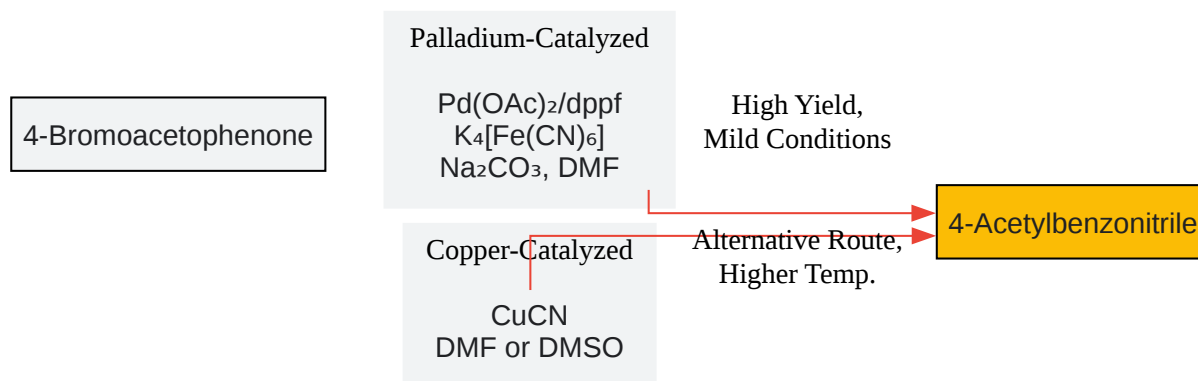 4-Bromoacetophenone
Palladium-Catalyzed
Pd(OAc)₂/dppf
K₄[Fe(CN)₆]
Na₂CO₃, DMF
High Yield,
Mild Conditions
Copper-Catalyzed
CuCN
DMF or DMSO
Alternative Route,
Higher Temp.
4-Acetylbenzonitrile